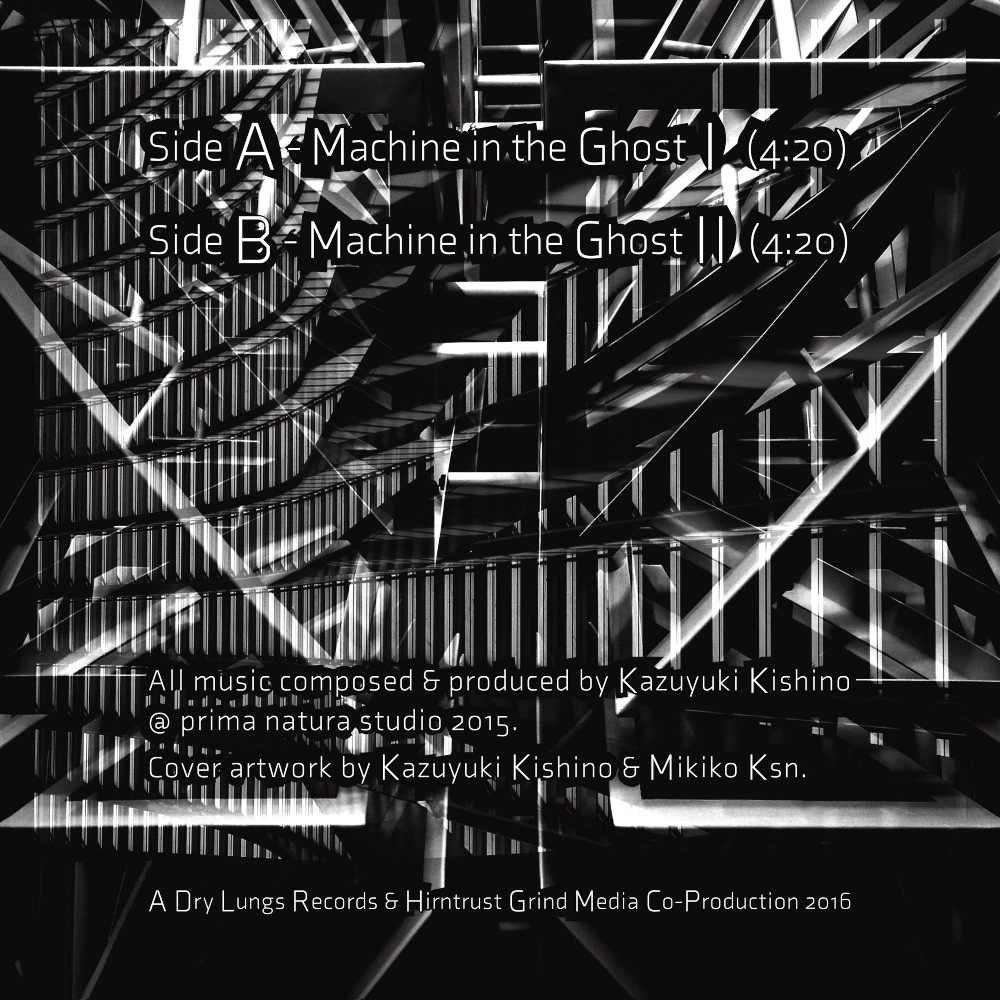 Side A - Machine in the Ghost I (4:20)
Side B - Machine in the Ghost II (4:20)
All music composed & produced by Kazuyuki Kishino
@ prima natura studio 2015.
Cover artwork by Kazuyuki Kishino & Mikiko Ksn.
A Dry Lungs Records & Hirntrust Grind Media Co-Production 2016